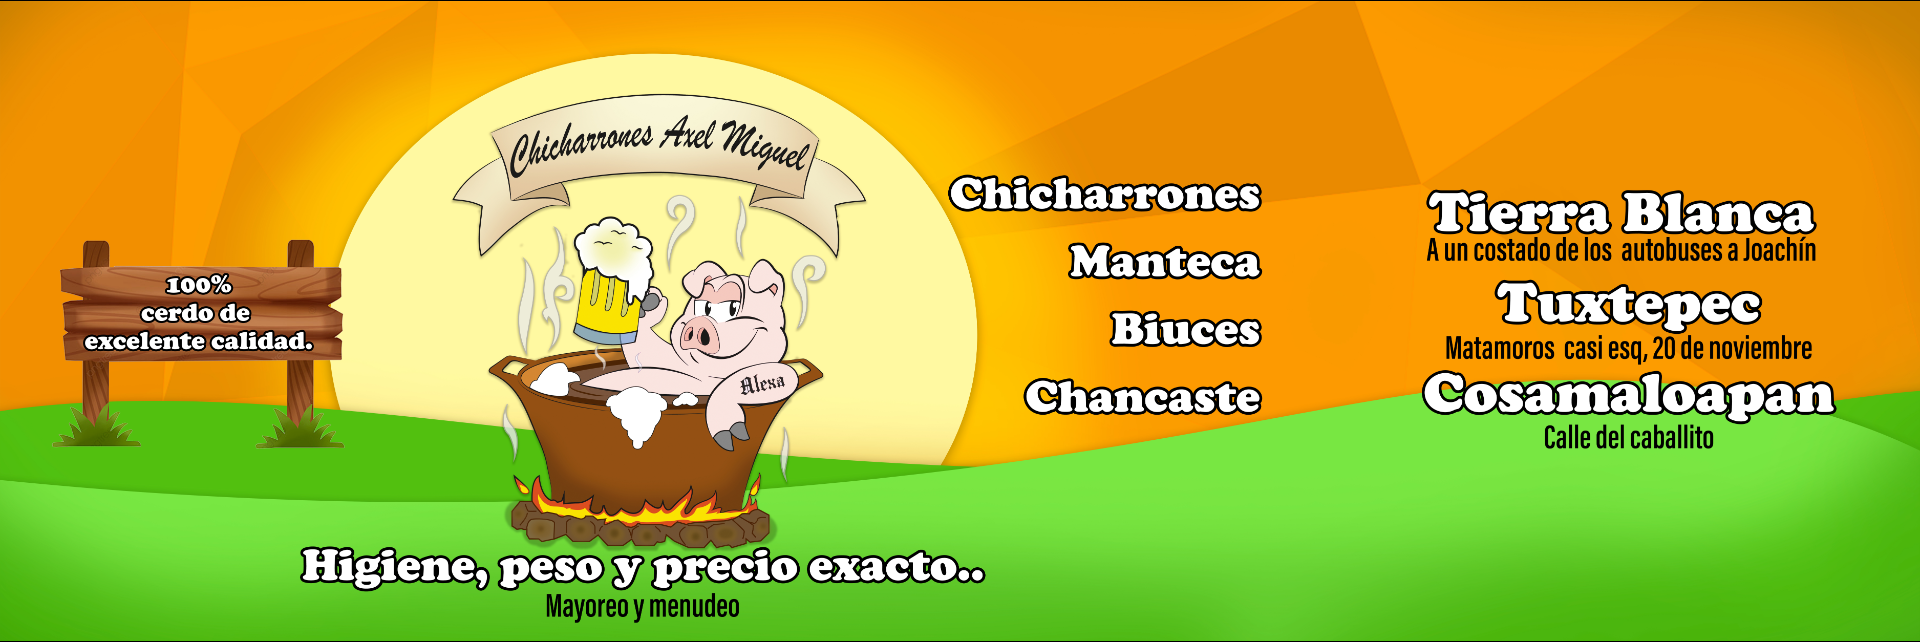 Chicharrones Axel Miguel
100%
cerdo de
excelente calidad.
Alexa
Higiene, peso y precio exacto..
Mayoreo y menudeo
Chicharrones
Manteca
Biuces
Chancaste
Tierra Blanca
A un costado de los autobuses a Joachín
Tuxtepec
Matamoros casi esq, 20 de noviembre
Cosamaloapan
Calle del caballito